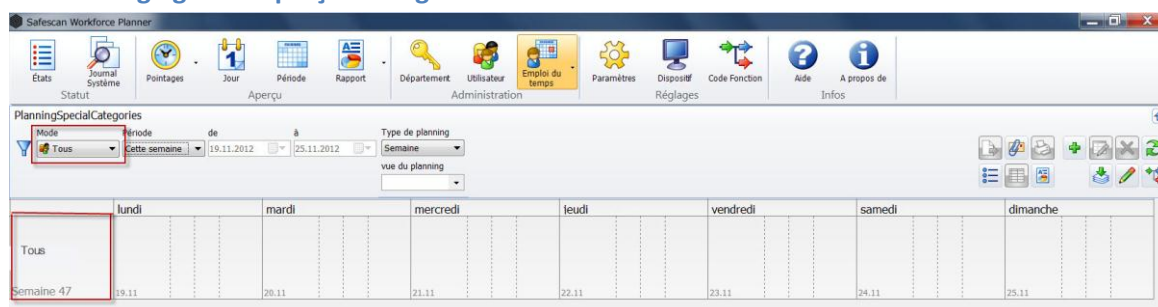 Safescan Workforce Planner
États
Journal Système
Pointages
Jour
Période
Rapport
Département
Utilisateur
Emploi du temps
Paramètres
Dispositif
Code Fonction
Aide
A propos de
Statut
Aperçu
Administration
Réglages
Infos
PlanningSpecialCategories
Mode
Période
de
à
Type de planning
Tous
Cette semaine
19.11.2012
25.11.2012
Semaine
vue du planning
lundi
mardi
mercredi
jeudi
vendredi
samedi
dimanche
Tous
Semaine 47
19.11
20.11
21.11
22.11
23.11
24.11
25.11